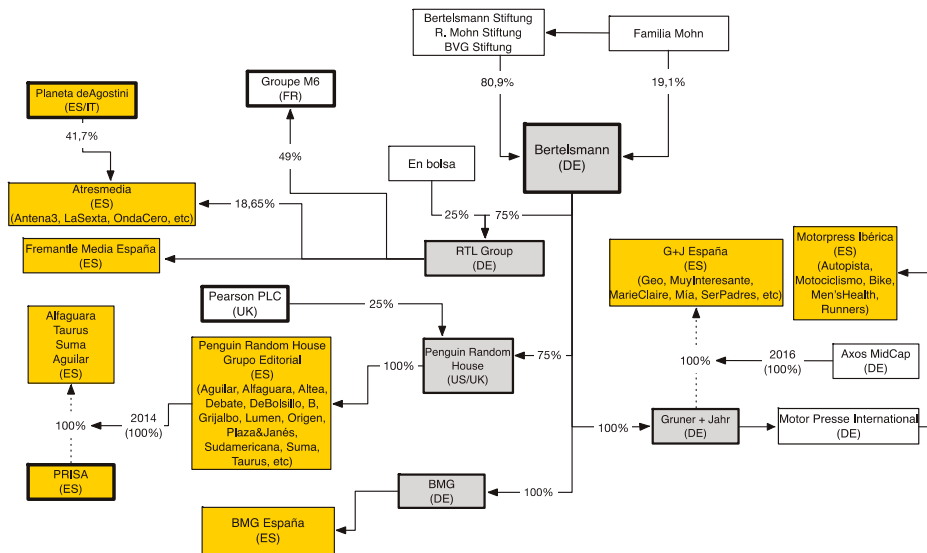 Bertelsmann Stiftung
R. Mohn Stiftung
BVG Stiftung
Familia Mohn
80,9%
19,1%
Planeta deAgostini
(ES/IT)
Groupe M6
(FR)
41,7%
49%
En bolsa
Bertelsmann
(DE)
Atresmedia
(ES)
(Antena3, LaSexta, OndaCero, etc)
18,65%
25%
75%
Fremantle Media España
(ES)
RTL Group
(DE)
G+J España
(ES)
(Geo, MuyInteresante,
MarieClaire, Mía, SerPadres, etc)
Motorpress Ibérica
(ES)
(Autopista,
Motociclismo, Bike,
Men'sHealth,
Runners)
Pearson PLC
(UK)
25%
Alfaguara
Taurus
Suma
Aguilar
(ES)
Penguin Random House
Grupo Editorial
(ES)
(Aguilar, Alfaguara, Altea,
Debate, DeBolsillo, B,
Grijalbo, Lumen, Origen,
Plaza&Janés,
Sudamericana, Suma,
Taurus, etc)
100%
Penguin Random
House
(US/UK)
75%
100%
2016
(100%)
Axos MidCap
(DE)
100%
2014
(100%)
100%
Gruner + Jahr
(DE)
Motor Presse International
(DE)
PRISA
(ES)
BMG
(DE)
100%
BMG España
(ES)